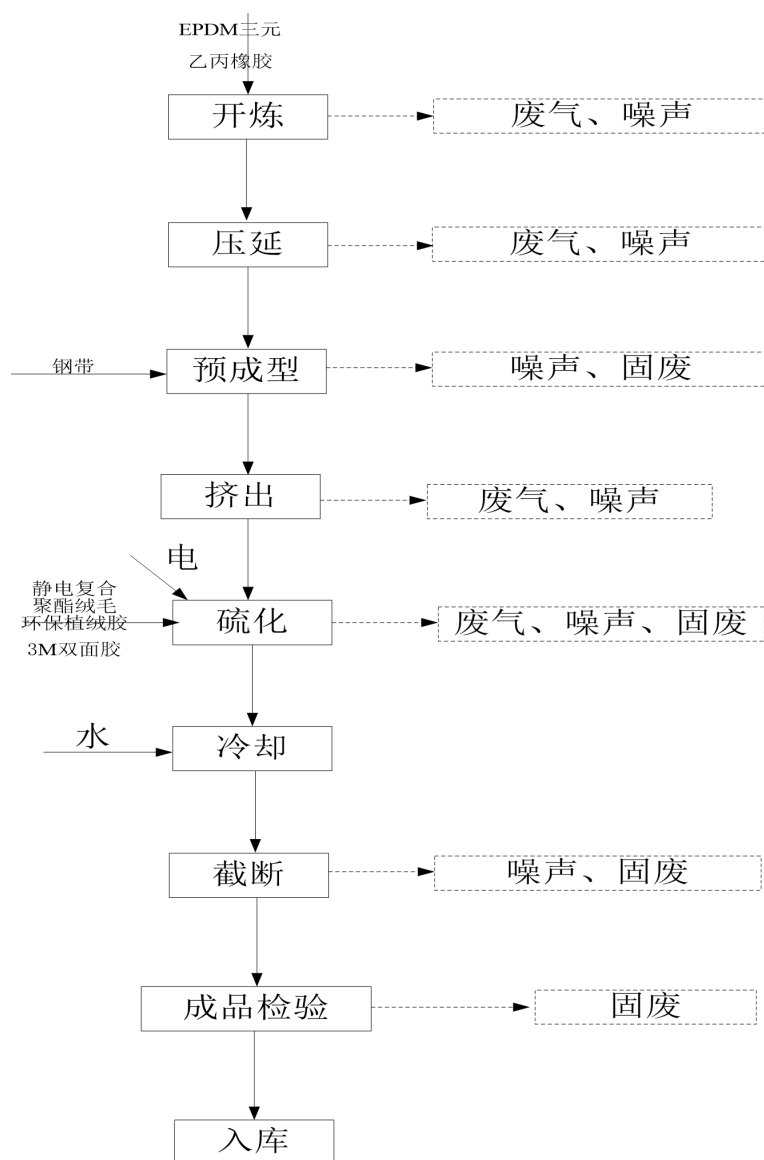 EPDM三元
乙丙橡胶
开炼
废气、噪声
压延
废气、噪声
钢带
预成型
噪声、固废
挤出
废气、噪声
电
静电复合
聚酯绒毛
环保植绒胶
3M双面胶
硫化
废气、噪声、固废
水
冷却
截断
噪声、固废
成品检验
固废
入库